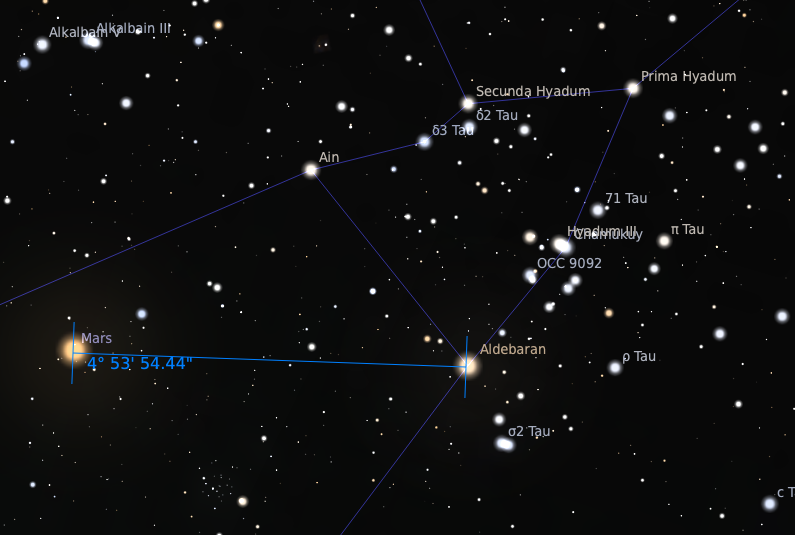 Alkalbain V
Alkalbain III
Prima Hyadum
Secunda Hyadum
δ2 Tau
δ3 Tau
Ain
71 Tau
Hyadum III
Chamukuy
π Tau
OCC 9092
Mars
4° 53' 54.44"
Aldebaran
ρ Tau
σ2 Tau
c T